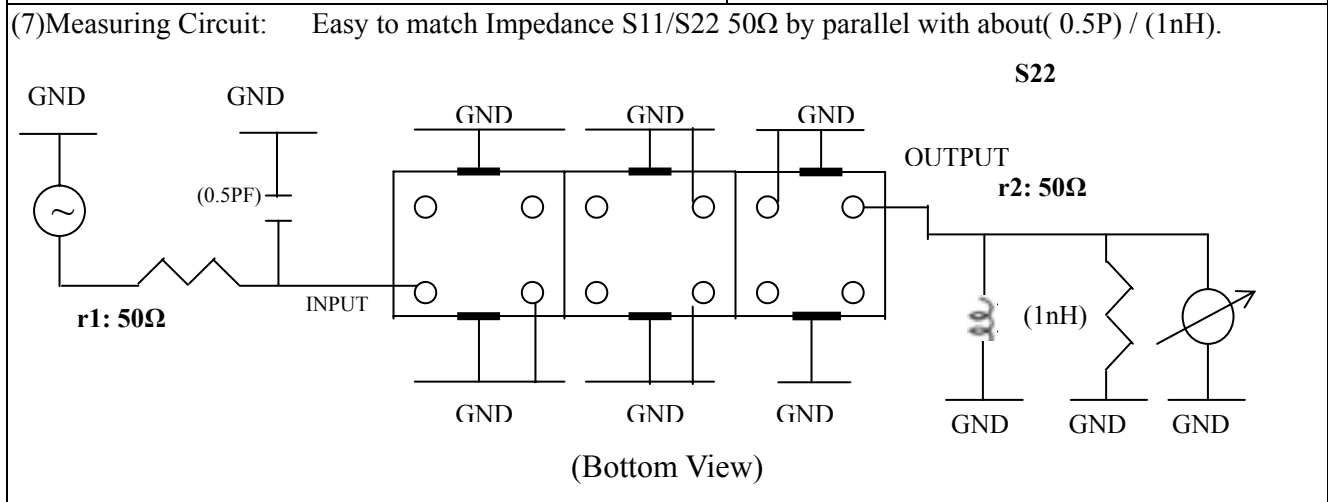 (7)Measuring Circuit: Easy to match Impedance S11/S22 50Ω by parallel with about( 0.5P) / (1nH).
S22
GND GND GND GND GND
OUTPUT
r2: 50Ω
(0.5PF)
~
INPUT
r1: 50Ω
(1nH)
GND GND GND
GND GND GND
(Bottom View)